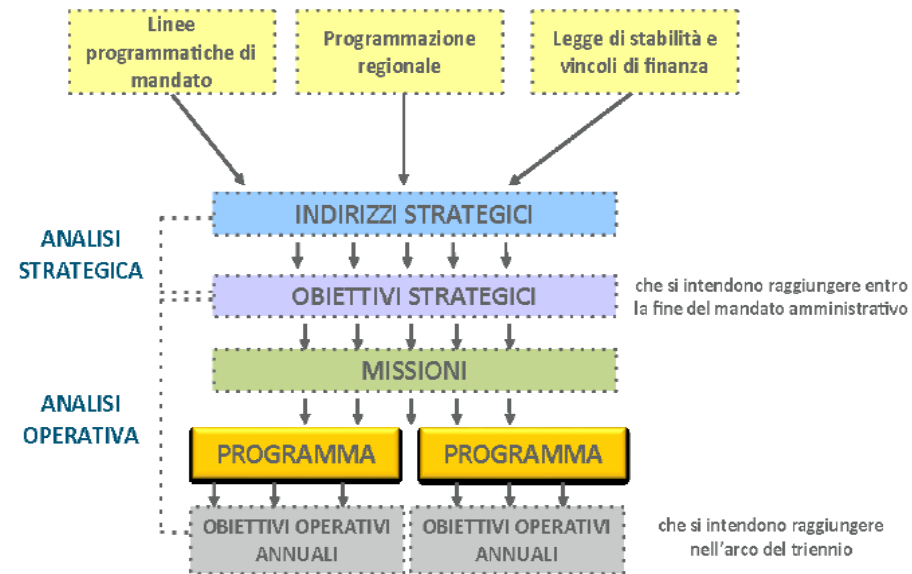 Linee
programmatiche di
mandato
Programmazione
regionale
Legge di stabilità e
vincoli di finanza
INDIRIZZI STRATEGICI
ANALISI
STRATEGICA
OBIETTIVI STRATEGICI
che si intendono raggiungere entro
la fine del mandato amministrativo
MISSIONI
ANALISI
OPERATIVA
PROGRAMMA
PROGRAMMA
OBIETTIVI OPERATIVI
ANNUALI
OBIETTIVI OPERATIVI
ANNUALI
che si intendono raggiungere
nell'arco del triennio